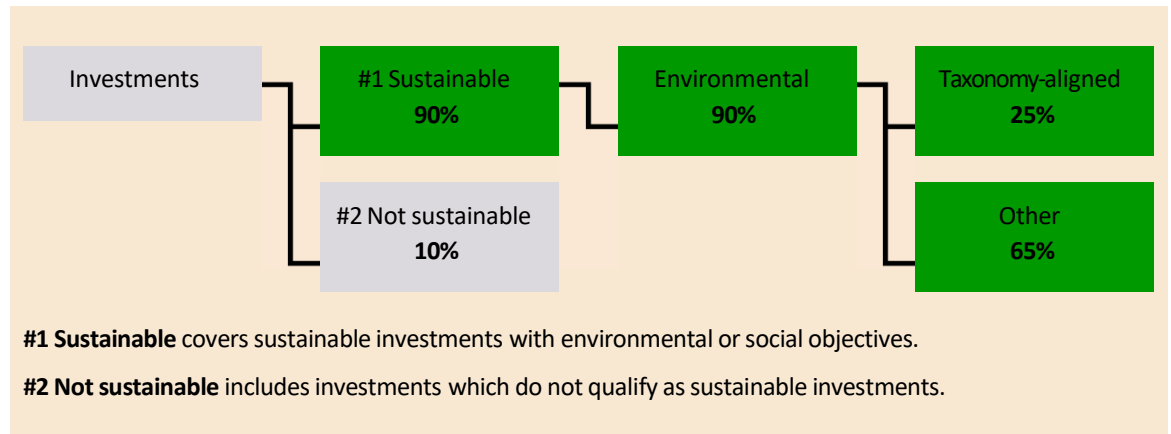 Investments
#1 Sustainable
90%
Environmental
90%
Taxonomy-aligned
25%
#2 Not sustainable
10%
Other
65%
#1 Sustainable covers sustainable investments with environmental or social objectives.
#2 Not sustainable includes investments which do not qualify as sustainable investments.